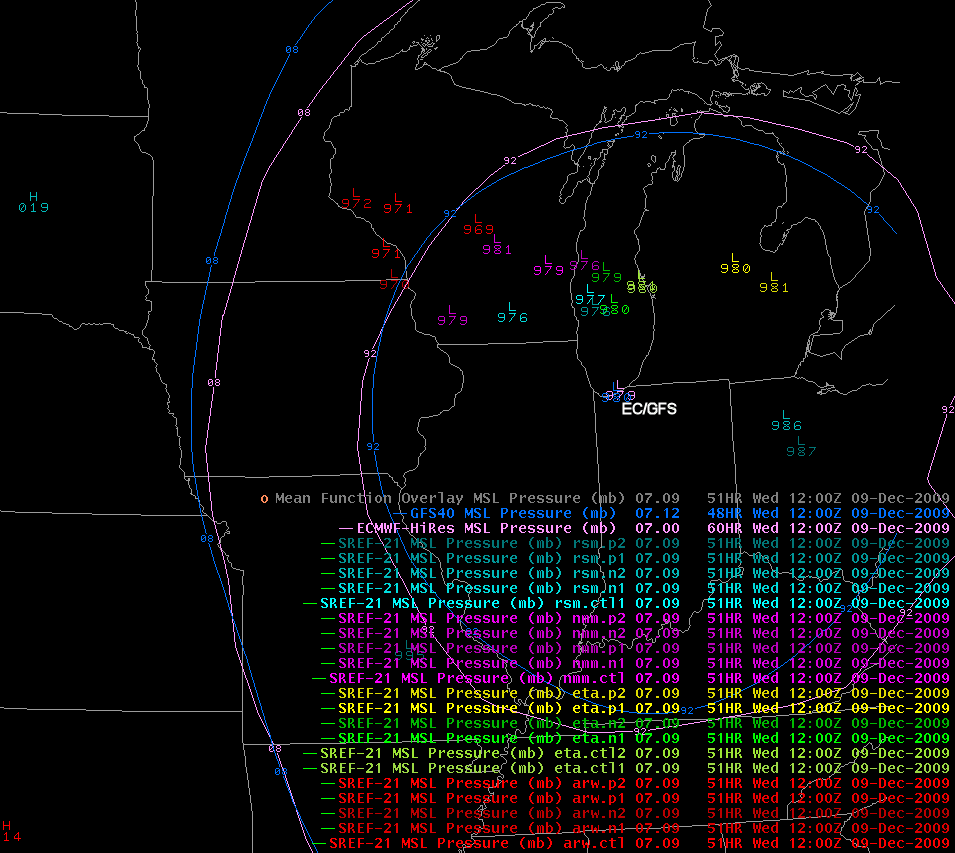 08
08
92
92
92
H
019
L
972
L
971
92
92
L
969
L
981
L
971
08
L
979
L
976
L
979
L
980
L
981
L
977
L
980
L
979
L
976
92
08
L
979
92
EC/GFS
L
986
L
987
92
o Mean Function Overlay MSL Pressure (mb) 07.09 51HR Wed 12:00Z 09-Dec-2009
GFS40 MSL Pressure (mb) 07.12 48HR Wed 12:00Z 09-Dec-2009
ECMWF-HiRes MSL Pressure (mb) 07.00 60HR Wed 12:00Z 09-Dec-2009
08
SREF-21 MSL Pressure (mb) rsm.p2 07.09 51HR Wed 12:00Z 09-Dec-2009
SREF-21 MSL Pressure (mb) rsm.p1 07.09 51HR Wed 12:00Z 09-Dec-2009
SREF-21 MSL Pressure (mb) rsm.n2 07.09 51HR Wed 12:00Z 09-Dec-2009
SREF-21 MSL Pressure (mb) rsm.n1 07.09 51HR Wed 12:00Z 09-Dec-2009
SREF-21 MSL Pressure (mb) rsm.ctl1 07.09 51HR Wed 12:00Z 09-Dec-2009
92
92
SREF-21 MSL Pressure (mb) nmm.p2 07.09 51HR Wed 12:00Z 09-Dec-2009
92
SREF-21 MSL Pressure (mb) nmm.n2 07.09 51HR Wed 12:00Z 09-Dec-2009
SREF-21 MSL Pressure (mb) nmm.p1 07.09 51HR Wed 12:00Z 09-Dec-2009
SREF-21 MSL Pressure (mb) nmm.n1 07.09 51HR Wed 12:00Z 09-Dec-2009
SREF-21 MSL Pressure (mb) nmm.ctl 07.09 51HR Wed 12:00Z 09-Dec-2009
SREF-21 MSL Pressure (mb) eta.p2 07.09 51HR Wed 12:00Z 09-Dec-2009
SREF-21 MSL Pressure (mb) eta.p1 07.09 51HR Wed 12:00Z 09-Dec-2009
92
SREF-21 MSL Pressure (mb) eta.n2 07.09 51HR Wed 12:00Z 09-Dec-2009
92
SREF-21 MSL Pressure (mb) eta.n1 07.09 51HR Wed 12:00Z 09-Dec-2009
08
SREF-21 MSL Pressure (mb) eta.ctl2 07.09 51HR Wed 12:00Z 09-Dec-2009
SREF-21 MSL Pressure (mb) eta.ctl1 07.09 51HR Wed 12:00Z 09-Dec-2009
08
SREF-21 MSL Pressure (mb) arw.p2 07.09 51HR Wed 12:00Z 09-Dec-2009
SREF-21 MSL Pressure (mb) arw.p1 07.09 51HR Wed 12:00Z 09-Dec-2009
SREF-21 MSL Pressure (mb) arw.n2 07.09 51HR Wed 12:00Z 09-Dec-2009
H
14
SREF-21 MSL Pressure (mb) arw.n1 07.09 51HR Wed 12:00Z 09-Dec-2009
SREF-21 MSL Pressure (mb) arw.ctl 07.09 51HR Wed 12:00Z 09-Dec-2009